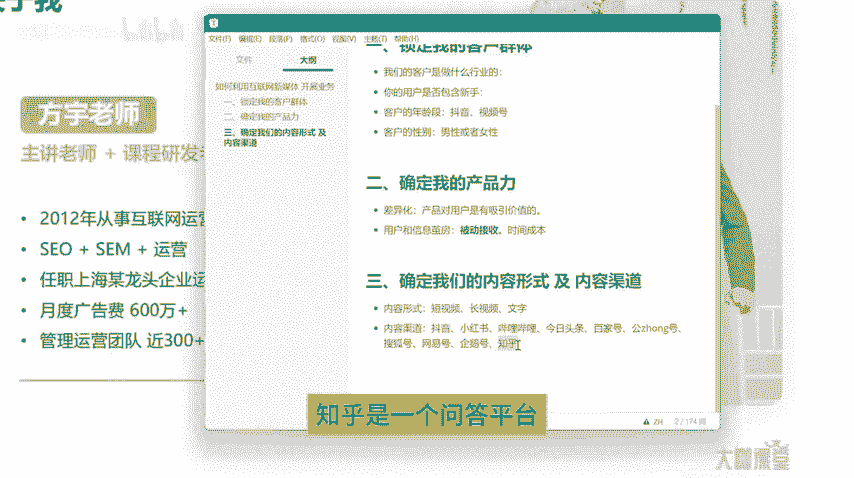 于我
方宇老师
主讲老师 + 课程研发
2012年从事互联网运营
SEO + SEM + 运营
任职上海某龙头企业运
月度广告费 600万+
管理运营团队 近300+
文件(F) 编辑(E) 段落(P) 格式(O) 视图(V) 主题(T) 帮助(H)
文件 大纲
如何利用互联网新媒体 开展业务
一、锁定我的客户群体
二、确定我的产品力
三、确定我们的内容形式 及
内容渠道
一、锁定我的客户群体
我们的客户是做什么行业的:
你的用户是否包含新手:
客户的年龄段:抖音、视频号
客户的性别:男性或者女性
二、确定我的产品力
差异化:产品对用户是有吸引价值的。
用户和信息茧房:被动接收。时间成本
三、确定我们的内容形式 及 内容渠道
内容形式:短视频、长视频、文字
内容渠道:抖音、小红书、哔哩哔哩、今日头条、百家号、公zhong号、
搜狐号、网易号、企鹅号、知乎
ZH 2 / 174 词
知乎是一个问答平台
大咖课堂